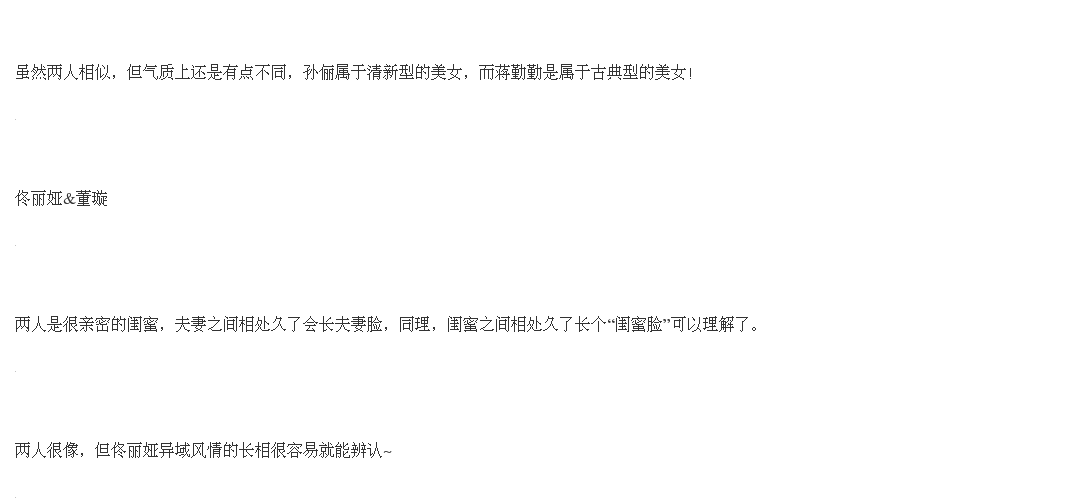 虽然两人相似，但气质上还是有点不同，孙俪属于清新型的美女，而蒋勤勤是属于古典型的美女！
佟丽娅&董璇
两人是很亲密的闺蜜，夫妻之间相处久了会长夫妻脸，同理，闺蜜之间相处久了长个“闺蜜脸”可以理解了。
两人很像，但佟丽娅异域风情的长相很容易就能辨认~